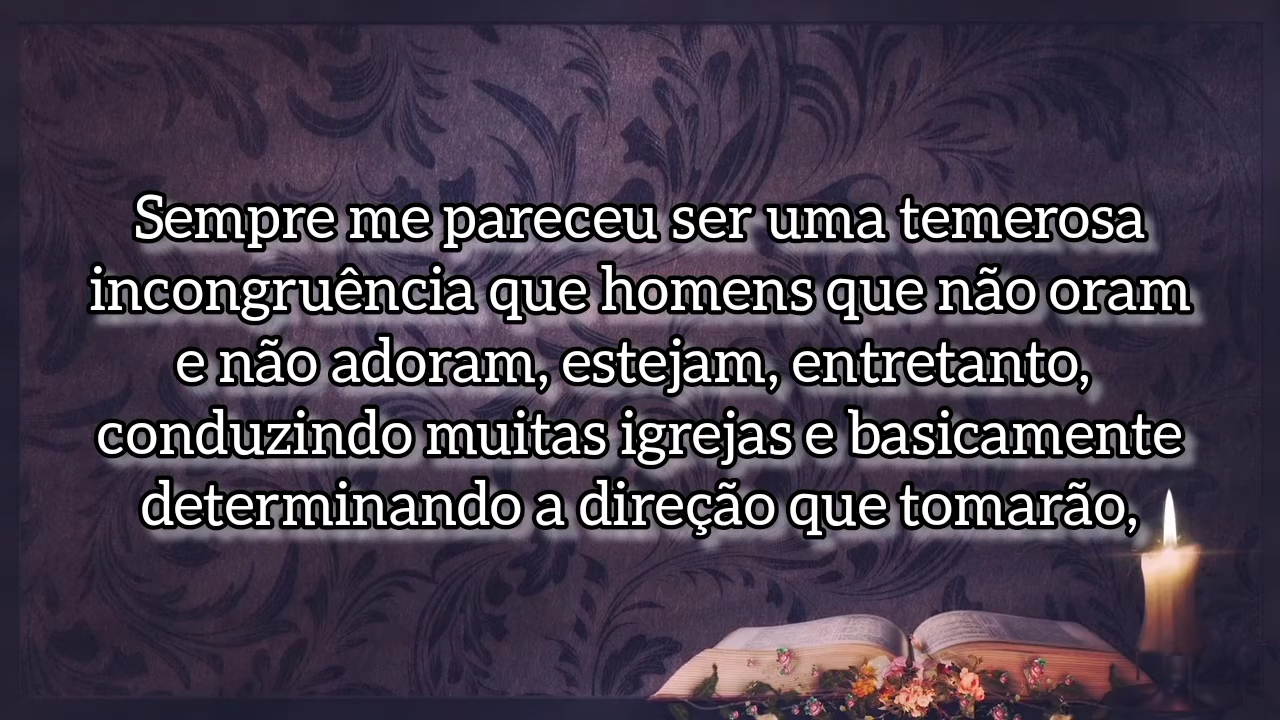 Sempre me pareceu ser uma temerosa
incongruência que homens que não oram
e não adoram, estejam, entretanto,
conduzindo muitas igrejas e basicamente
determinando a direção que tomarão,